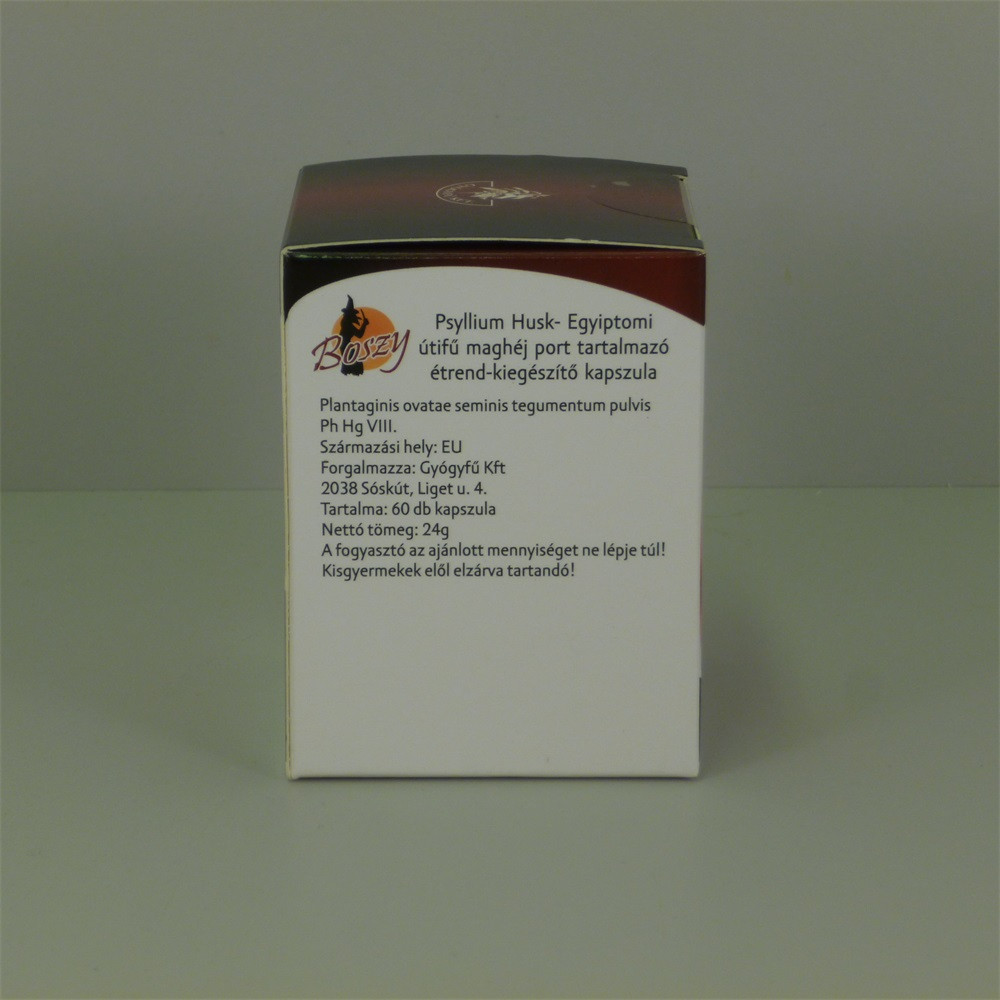 BOSZY
Psyllium Husk- Egyiptomi
útifű maghéj port tartalmazó
étrend-kiegészítő kapszula
Plantaginis ovatae seminis tegumentum pulvis
Ph Hg VIII.
Származási hely: EU
Forgalmazza: Gyógyfű Kft
2038 Sóskút, Liget u. 4.
Tartalma: 60 db kapszula
Nettó tömeg: 24g
A fogyasztó az ajánlott mennyiséget ne lépje túl!
Kisgyermekek elől elzárva tartandó!